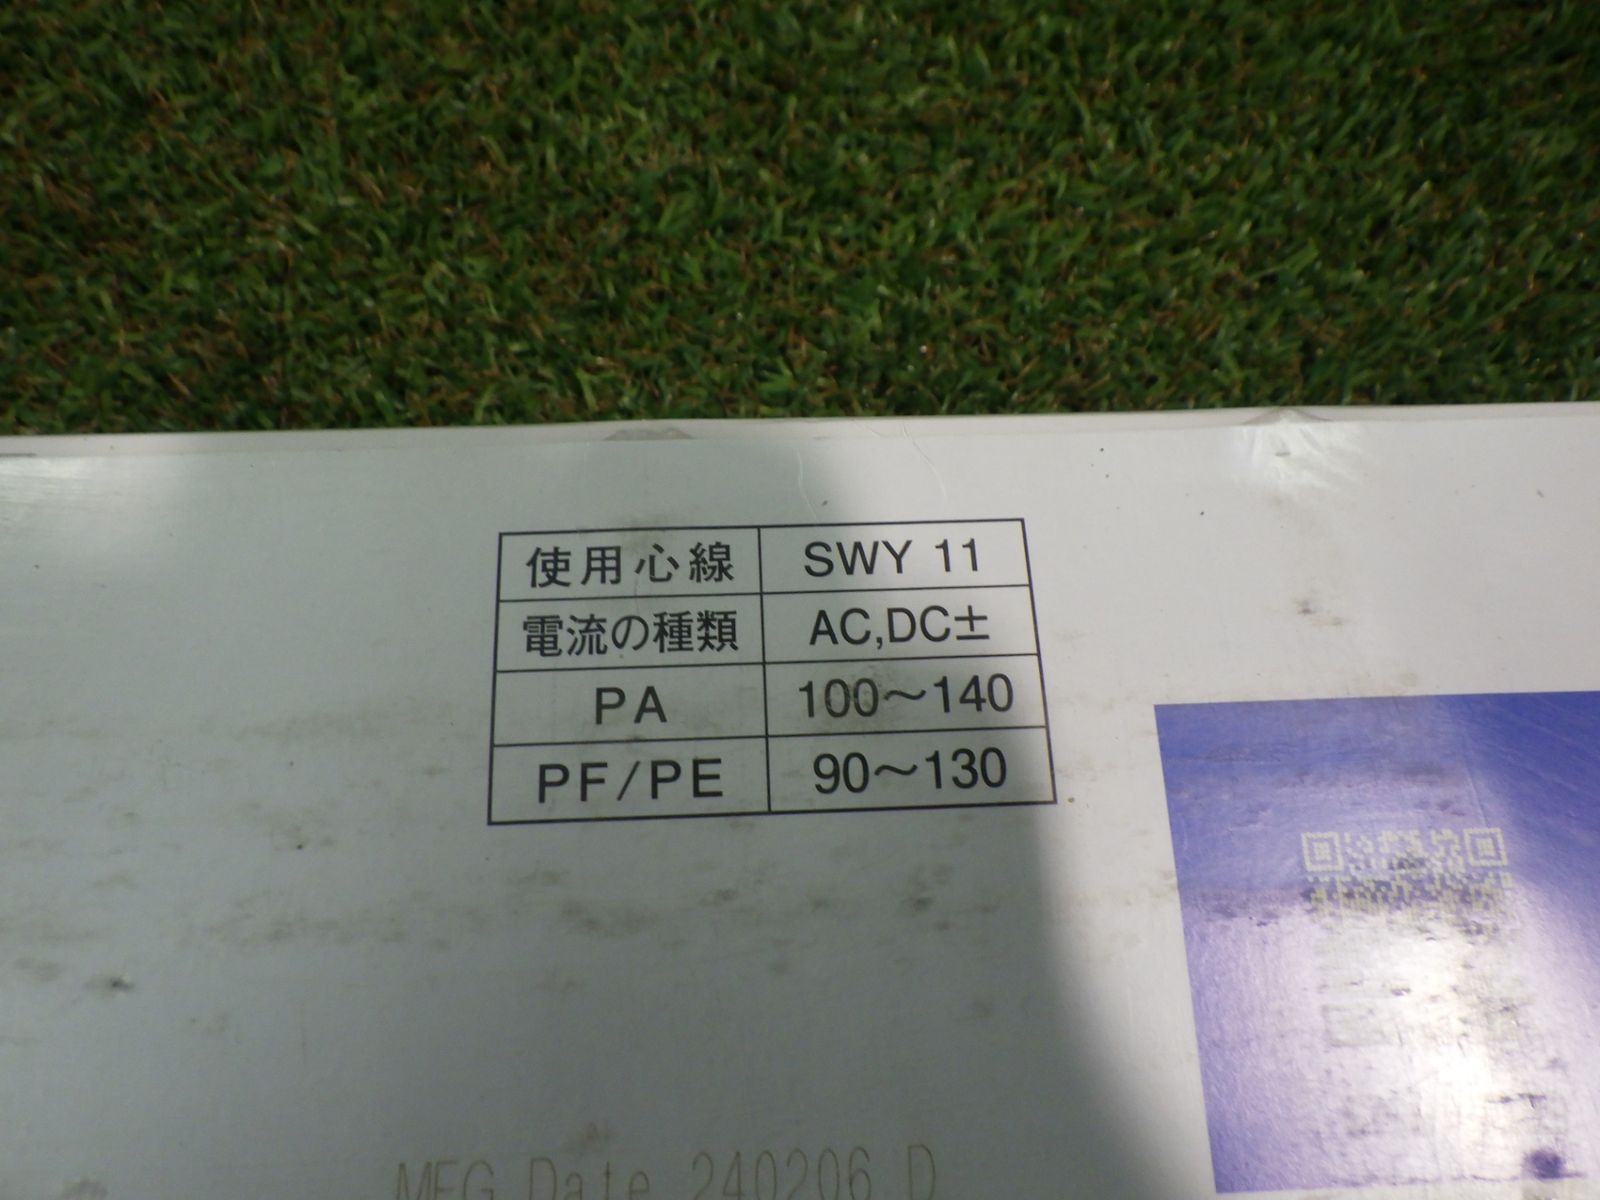 使用心線 SWY 11
電流の種類 AC,DC±
PA 100～140
PF/PE 90～130
MFG Date 240206 D